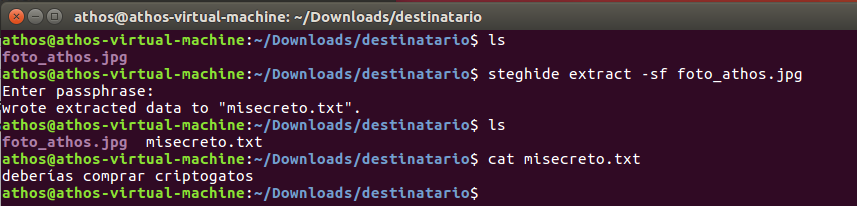 athos@athos-virtual-machine: ~/Downloads/destinatario
athos@athos-virtual-machine:~/Downloads/destinatario$ ls
foto_athos.jpg
athos@athos-virtual-machine:~/Downloads/destinatario$ steghide extract -sf foto_athos.jpg
Enter passphrase:
wrote extracted data to "misecreto.txt".
athos@athos-virtual-machine:~/Downloads/destinatario$ ls
foto_athos.jpg  misecreto.txt
athos@athos-virtual-machine:~/Downloads/destinatario$ cat misecreto.txt
deberías comprar criptogatos
athos@athos-virtual-machine:~/Downloads/destinatario$